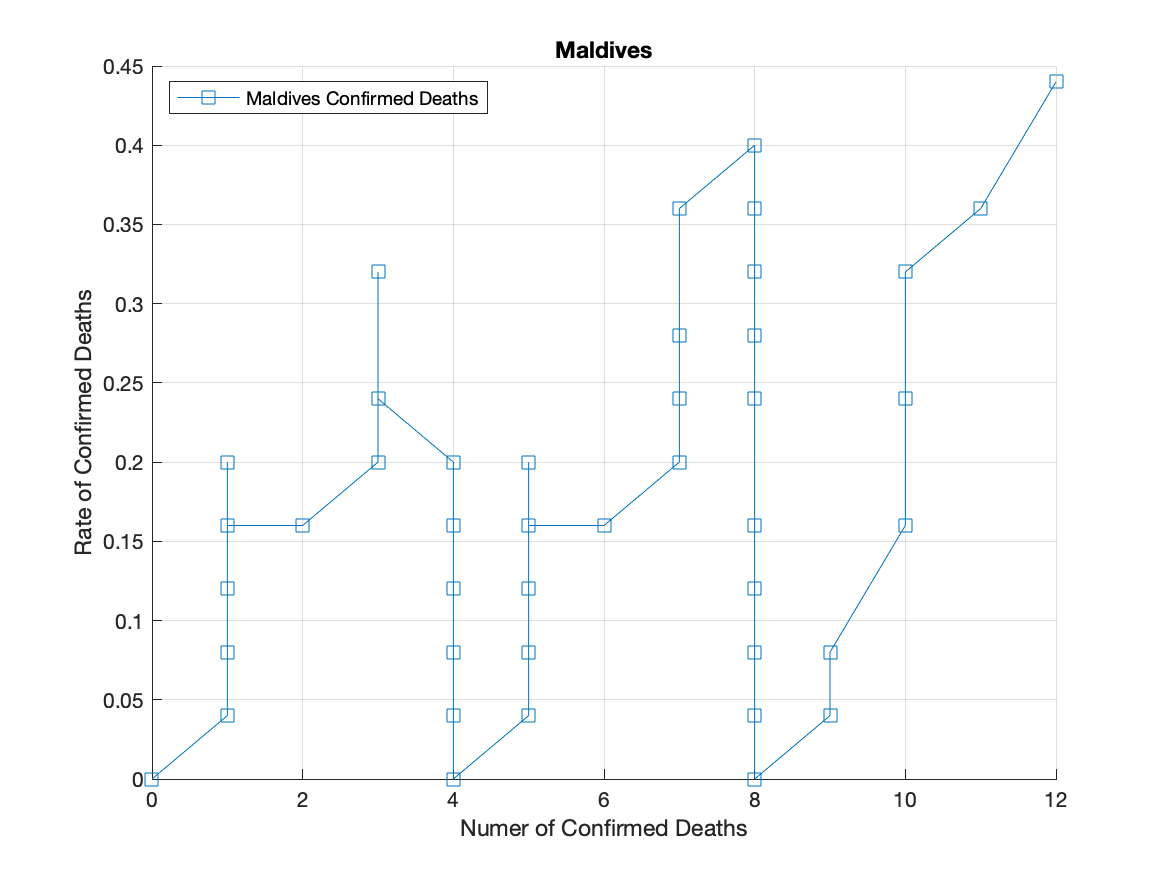 Maldives
Maldives Confirmed Deaths
Rate of Confirmed Deaths
0.45
0.4
0.35
0.3
0.25
0.2
0.15
0.1
0.05
0
0 2 4 6 8 10 12
Numer of Confirmed Deaths